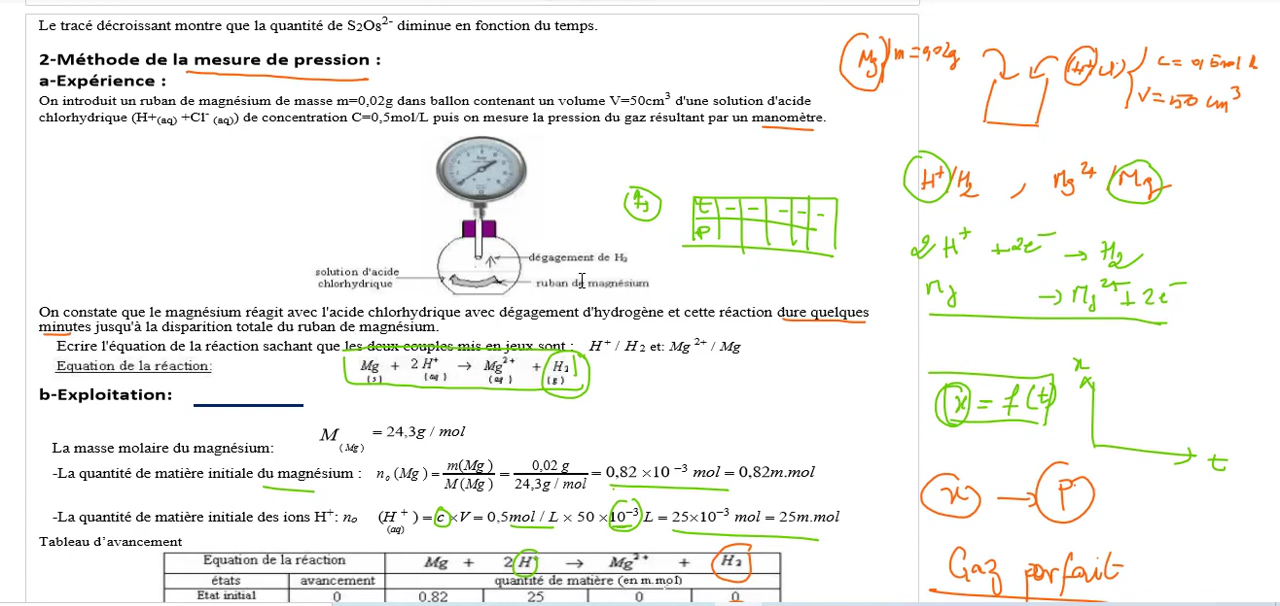 Le tracé décroissant montre que la quantité de S₂O₈²⁻ diminue en fonction du temps.
2-Méthode de la mesure de pression :
a-Expérience :
On introduit un ruban de magnésium de masse m=0,02g dans ballon contenant un volume V=50cm³ d'une solution d'acide
chlorhydrique (H+(aq) +Cl⁻ (aq)) de concentration C=0,5mol/L puis on mesure la pression du gaz résultant par un manomètre.
dégagement de H₂
solution d'acide
chlorhydrique
ruban de magnésium
On constate que le magnésium réagit avec l'acide chlorhydrique avec dégagement d'hydrogène et cette réaction dure quelques
minutes jusqu'à la disparition totale du ruban de magnésium.
Ecrire l'équation de la réaction sachant que les deux couples mis en jeux sont : H⁺ / H₂ et: Mg ²⁺ / Mg
Equation de la réaction: Mg (s) + 2 H⁺ (aq) → Mg²⁺ (aq) + H₂ (g)
b-Exploitation:
La masse molaire du magnésium: M (Mg) = 24,3g / mol
-La quantité de matière initiale du magnésium : n₀ (Mg) = m(Mg) / M(Mg) = 0,02 g / 24,3g / mol = 0,82 ×10 ⁻³ mol = 0,82m.mol
-La quantité de matière initiale des ions H⁺: n₀ (H ⁺ (aq)) = c × V = 0,5mol / L × 50 ×10⁻³ L = 25×10⁻³ mol = 25m.mol
Tableau d'avancement
Equation de la réaction Mg + 2H⁺ → Mg²⁺ + H₂
états avancement quantité de matière (en m.mol)
Etat initial 0 0.82 25 0 0
t - - - - -
P
Mg m=0,02g
V=50 cm³
H⁺/H₂ , Mg²⁺/Mg
2H⁺ + 2e⁻ → H₂
Mg → Mg²⁺ + 2e⁻
x = f(t)
x
t
x → P
Gaz parfait